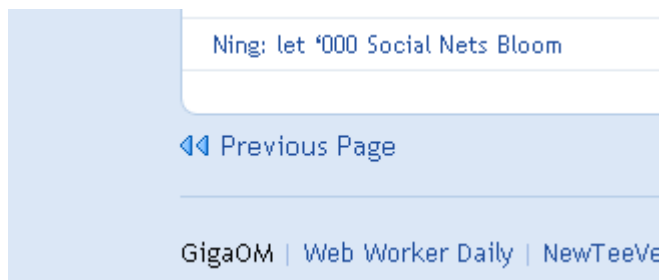 Ning: let ‘000 Social Nets Bloom
Previous Page
GigaOM | Web Worker Daily |